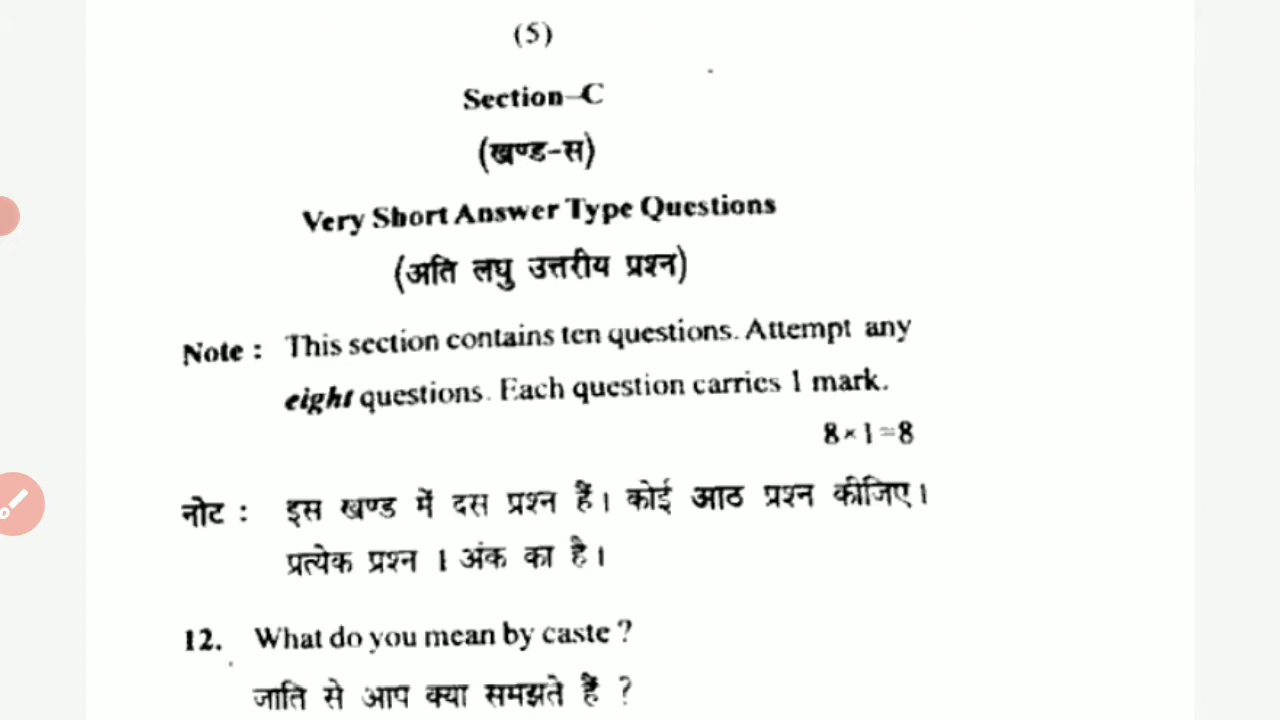 (5)
Section–C
(खण्ड-स)
Very Short Answer Type Questions
(अति लघु उत्तरीय प्रश्न)
Note : This section contains ten questions. Attempt any
eight questions. Each question carries 1 mark.
8×1=8
नोट : इस खण्ड में दस प्रश्न हैं। कोई आठ प्रश्न कीजिए।
प्रत्येक प्रश्न 1 अंक का है।
12. What do you mean by caste ?
जाति से आप क्या समझते हैं ?